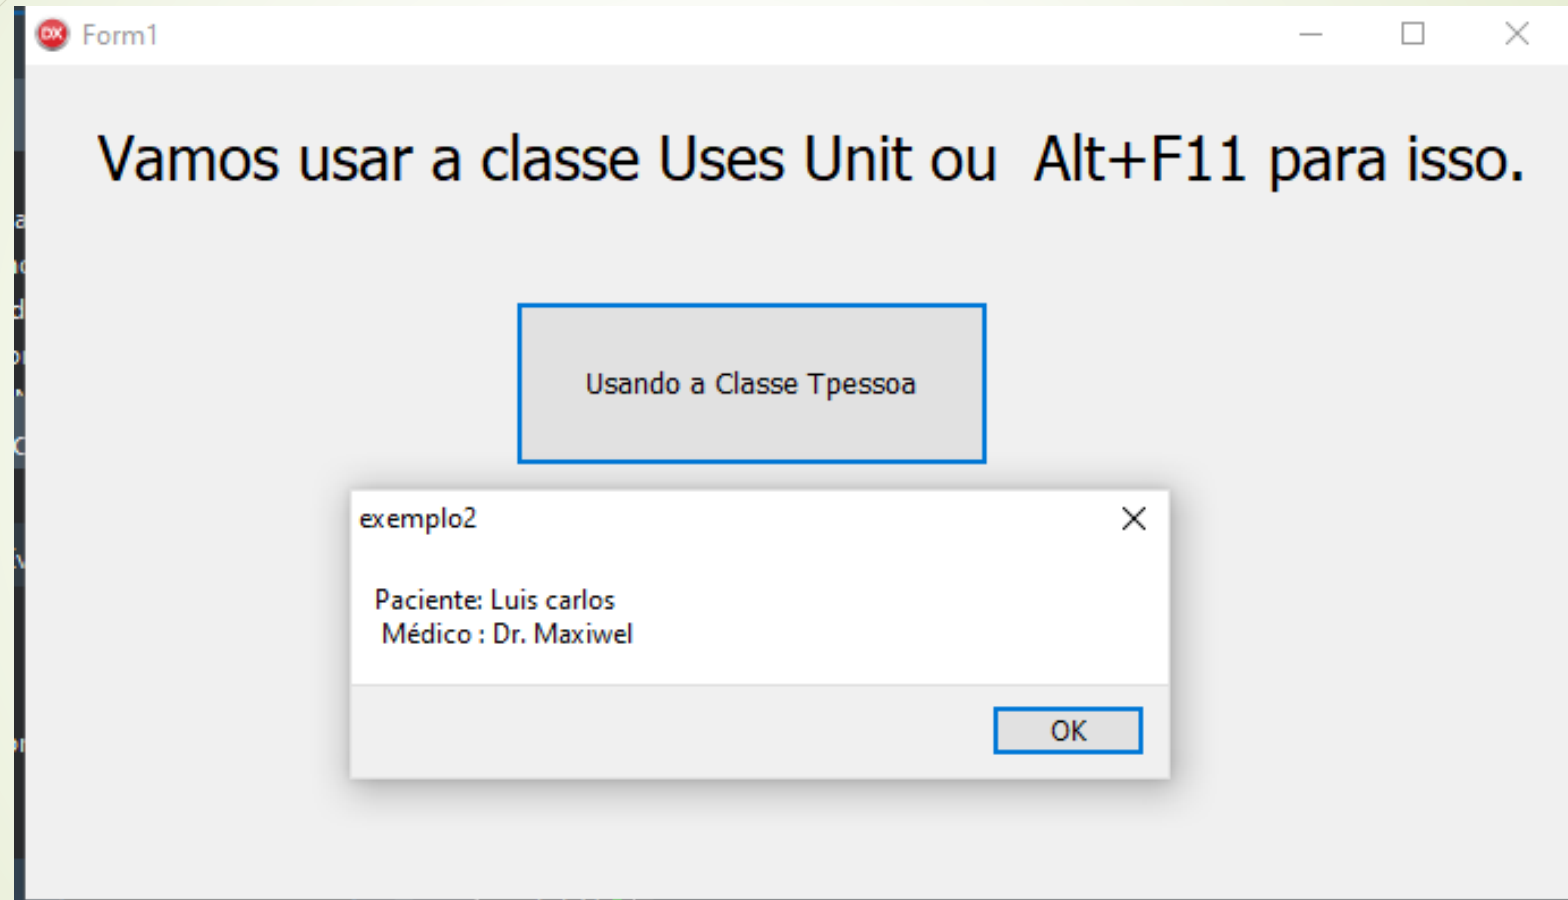 DX Form1
Vamos usar a classe Uses Unit ou  Alt+F11 para isso.
Usando a Classe Tpessoa
exemplo2
Paciente: Luis carlos
Médico : Dr. Maxiwel
OK